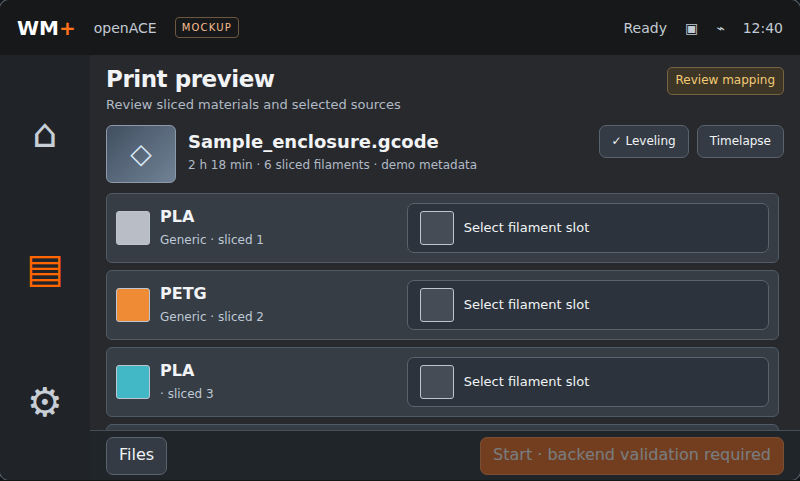 WM+ openACE MOCKUP Ready 12:40
Print preview
Review mapping
Review sliced materials and selected sources
Sample_enclosure.gcode
✓ Leveling
Timelapse
2 h 18 min · 6 sliced filaments · demo metadata
PLA
Generic · sliced 1
Select filament slot
PETG
Generic · sliced 2
Select filament slot
PLA
· sliced 3
Select filament slot
Files
Start · backend validation required